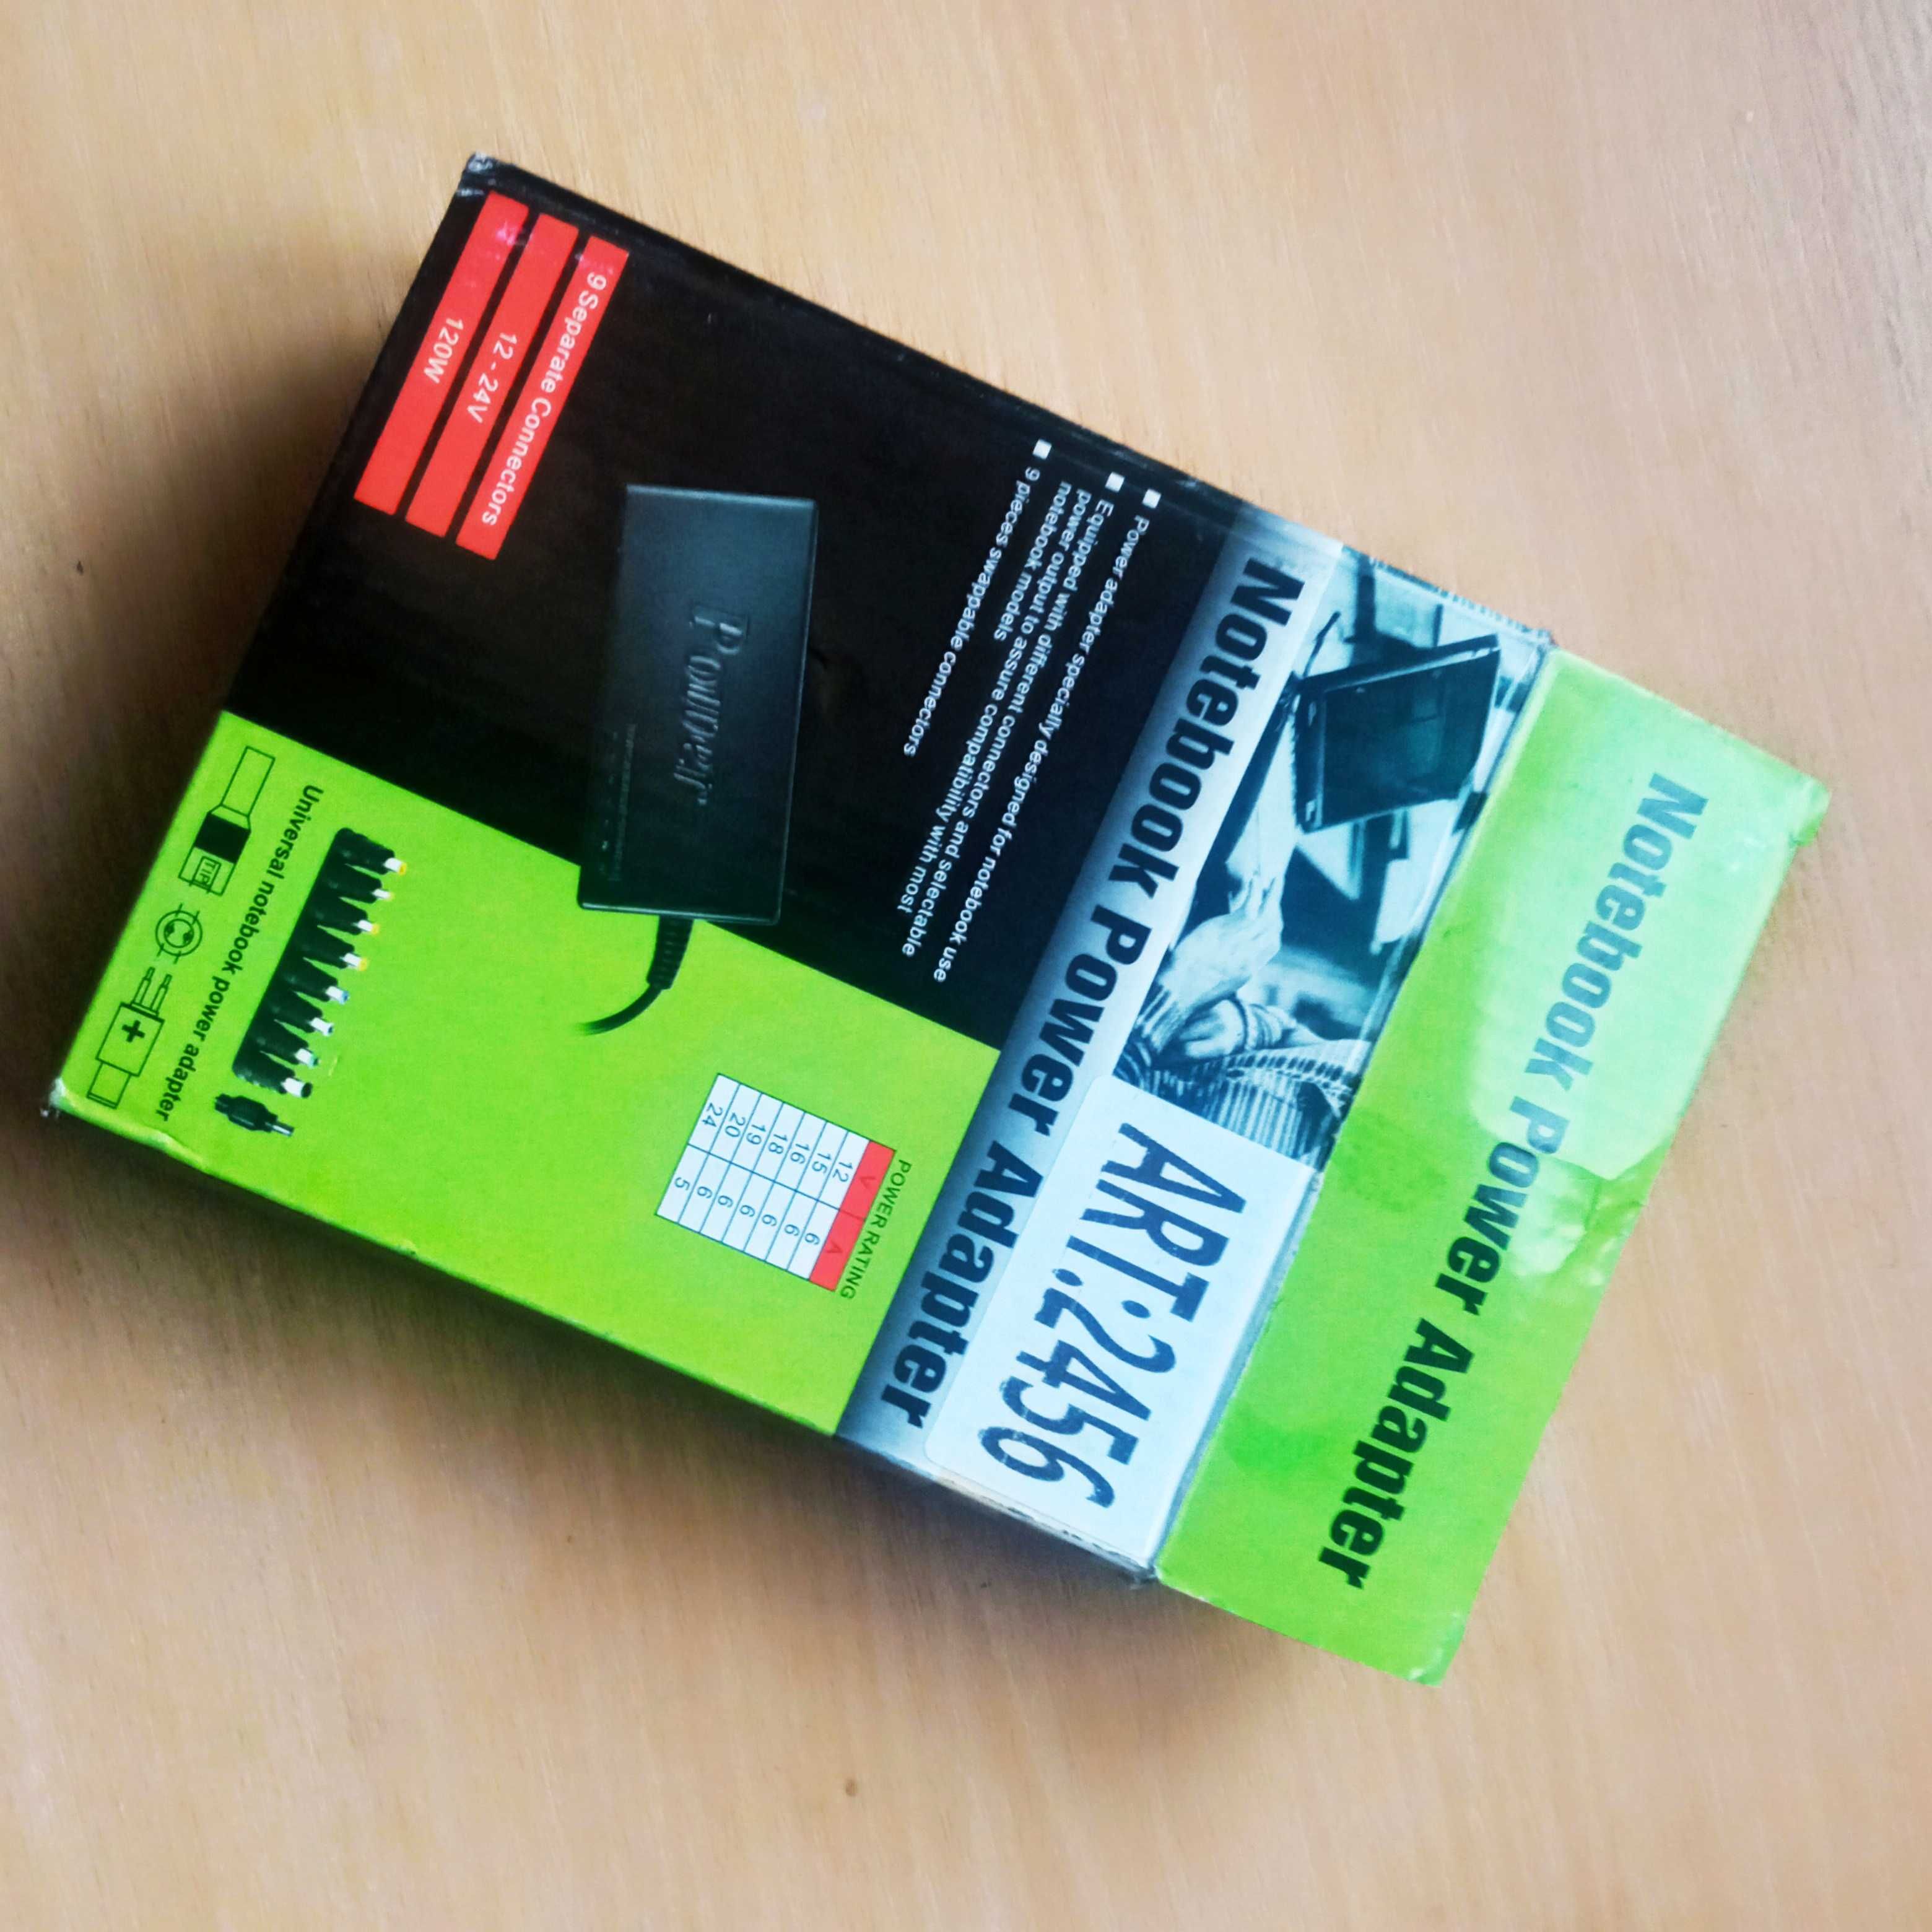 Notebook Power Adapter
ART:2456
Notebook Power Adapter
Power adapter specially designed for notebook use
Equipped with different connectors and selectable
power output to assure compatibility with most
notebook models
9 pieces swappable connectors
Power
POWER RATING
V A
12 6
15 6
16 6
18 6
19 6
20 6
24 5
9 Separate Connectors
12 - 24V
120W
Universal notebook power adapter
TIP
+